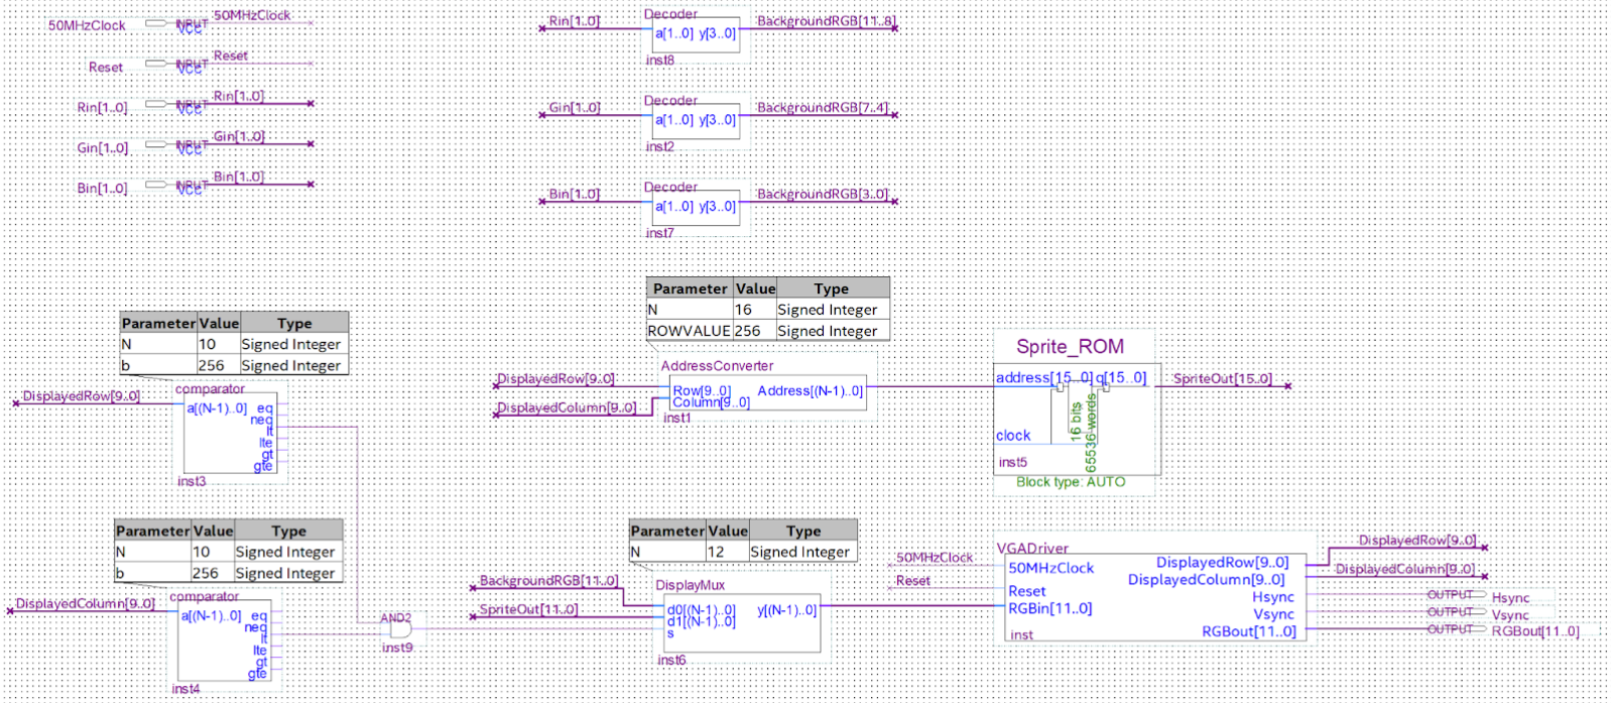 50MHzClock
INPUT
VCC
50MHzClock
Reset
INPUT
VCC
Reset
Rin[1..0]
INPUT
VCC
Rin[1..0]
Gin[1..0]
INPUT
VCC
Gin[1..0]
Bin[1..0]
INPUT
VCC
Bin[1..0]
Decoder
Rin[1..0]
a[1..0] y[3..0]
BackgroundRGB[11..8]
inst8
Decoder
Gin[1..0]
a[1..0] y[3..0]
BackgroundRGB[7..4]
inst2
Decoder
Bin[1..0]
a[1..0] y[3..0]
BackgroundRGB[3..0]
inst7
Parameter Value Type
N 10 Signed Integer
b 256 Signed Integer
comparator
DisplayedRow[9..0]
a[(N-1)..0] eq
neq
lt
lte
gt
gte
inst3
Parameter Value Type
N 10 Signed Integer
b 256 Signed Integer
comparator
DisplayedColumn[9..0]
a[(N-1)..0] eq
neq
lt
lte
gt
gte
inst4
AND2
inst9
Parameter Value Type
N 16 Signed Integer
ROWVALUE 256 Signed Integer
AddressConverter
DisplayedRow[9..0]
DisplayedColumn[9..0]
Row[9..0] Address[(N-1)..0]
Column[9..0]
inst1
Sprite_ROM
address[15..0] q[15..0]
SpriteOut[15..0]
16 bits
65536 words
clock
inst5
Block type: AUTO
Parameter Value Type
N 12 Signed Integer
DisplayMux
BackgroundRGB[11..0]
SpriteOut[11..0]
d0[(N-1)..0] y[(N-1)..0]
d1[(N-1)..0]
s
inst6
VGADriver
50MHzClock
Reset
50MHzClock
Reset
RGBin[11..0]
inst
DisplayedRow[9..0]
DisplayedColumn[9..0]
Hsync
Vsync
RGBout[11..0]
DisplayedRow[9..0]
DisplayedColumn[9..0]
OUTPUT Hsync
OUTPUT Vsync
OUTPUT RGBOut[11..0]